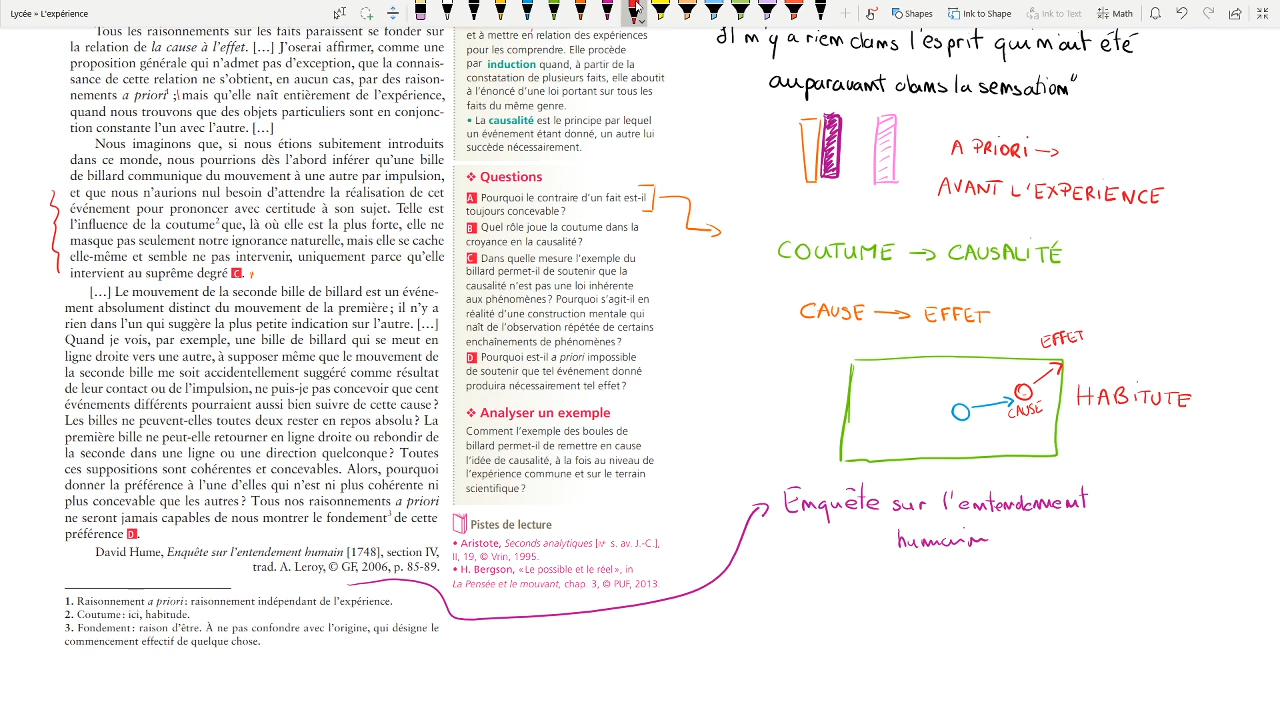 Lycée » L'expérience
Shapes
Ink to Shape
Ink to Text
Math
Tous les raisonnements sur les faits paraissent se fonder sur
la relation de la cause à l'effet. [...] J'oserai affirmer, comme une
proposition générale qui n'admet pas d'exception, que la connais-
sance de cette relation ne s'obtient, en aucun cas, par des raison-
nements a priori¹ ; mais qu'elle naît entièrement de l'expérience,
quand nous trouvons que des objets particuliers sont en conjonc-
tion constante l'un avec l'autre. [...]
Nous imaginons que, si nous étions subitement introduits
dans ce monde, nous pourrions dès l'abord inférer qu'une bille
de billard communique du mouvement à une autre par impulsion,
et que nous n'aurions nul besoin d'attendre la réalisation de cet
événement pour prononcer avec certitude à son sujet. Telle est
l'influence de la coutume² que, là où elle est la plus forte, elle ne
masque pas seulement notre ignorance naturelle, mais elle se cache
elle-même et semble ne pas intervenir, uniquement parce qu'elle
intervient au suprême degré C.
[...] Le mouvement de la seconde bille de billard est un événe-
ment absolument distinct du mouvement de la première ; il n'y a
rien dans l'un qui suggère la plus petite indication sur l'autre. [...]
Quand je vois, par exemple, une bille de billard qui se meut en
ligne droite vers une autre, à supposer même que le mouvement de
la seconde bille me soit accidentellement suggéré comme résultat
de leur contact ou de l'impulsion, ne puis-je pas concevoir que cent
événements différents pourraient aussi bien suivre de cette cause ?
Les billes ne peuvent-elles toutes deux rester en repos absolu ? La
première bille ne peut-elle retourner en ligne droite ou rebondir de
la seconde dans une ligne ou une direction quelconque ? Toutes
ces suppositions sont cohérentes et concevables. Alors, pourquoi
donner la préférence à l'une d'elles qui n'est ni plus cohérente ni
plus concevable que les autres ? Tous nos raisonnements a priori
ne seront jamais capables de nous montrer le fondement³ de cette
préférence D.
David Hume, Enquête sur l'entendement humain [1748], section IV,
trad. A. Leroy, © GF, 2006, p. 85-89.
1. Raisonnement a priori : raisonnement indépendant de l'expérience.
2. Coutume : ici, habitude.
3. Fondement : raison d'être. À ne pas confondre avec l'origine, qui désigne le
commencement effectif de quelque chose.
et à mettre en relation des expériences
pour les comprendre. Elle procède
par induction quand, à partir de la
constatation de plusieurs faits, elle aboutit
à l'énoncé d'une loi portant sur tous les
faits du même genre.
• La causalité est le principe par lequel
un événement étant donné, un autre lui
succède nécessairement.
❖ Questions
A Pourquoi le contraire d'un fait est-il
toujours concevable ?
B Quel rôle joue la coutume dans la
croyance en la causalité ?
C Dans quelle mesure l'exemple du
billard permet-il de soutenir que la
causalité n'est pas une loi inhérente
aux phénomènes ? Pourquoi s'agit-il en
réalité d'une construction mentale qui
naît de l'observation répétée de certains
enchaînements de phénomènes ?
D Pourquoi est-il a priori impossible
de soutenir que tel événement donné
produira nécessairement tel effet ?
❖ Analyser un exemple
Comment l'exemple des boules de
billard permet-il de remettre en cause
l'idée de causalité, à la fois au niveau de
l'expérience commune et sur le terrain
scientifique ?
Pistes de lecture
• Aristote, Seconds analytiques [IVᵉ s. av. J.-C.],
II, 19, © Vrin, 1995.
• H. Bergson, « Le possible et le réel », in
La Pensée et le mouvant, chap. 3, © PUF, 2013.
Il n'y a rien dans l'esprit qui n'ait été
auparavant dans la sensation"
A PRIORI →
AVANT L'EXPERIENCE
COUTUME → CAUSALITÉ
CAUSE → EFFET
EFFET
CAUSE
HABITUTE
Enquête sur l'entendement
humain